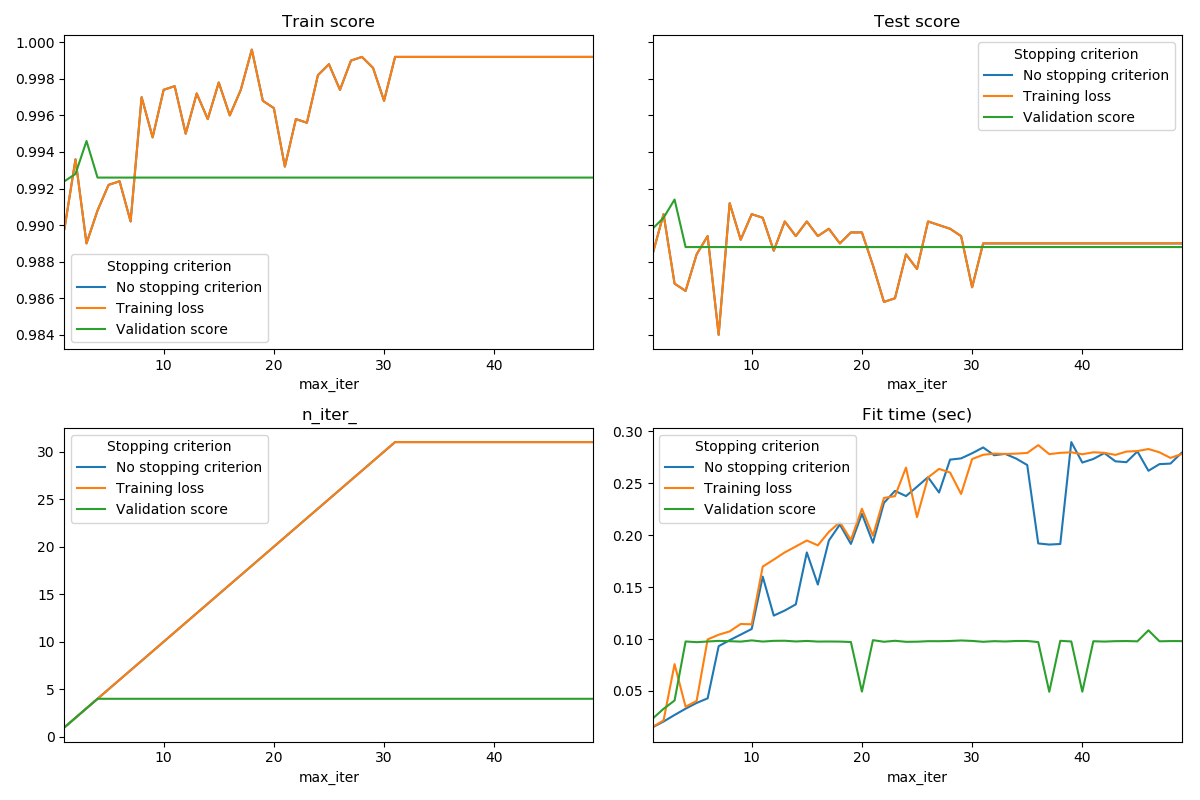 Train score
1.000
0.998
0.996
0.994
0.992
0.990
0.988
0.986
0.984
Stopping criterion
No stopping criterion
Training loss
Validation score
10 20 30 40
max_iter
Test score
Stopping criterion
No stopping criterion
Training loss
Validation score
10 20 30 40
max_iter
n_iter_
30
25
20
15
10
5
0
Stopping criterion
No stopping criterion
Training loss
Validation score
10 20 30 40
max_iter
Fit time (sec)
0.30
0.25
0.20
0.15
0.10
0.05
Stopping criterion
No stopping criterion
Training loss
Validation score
10 20 30 40
max_iter